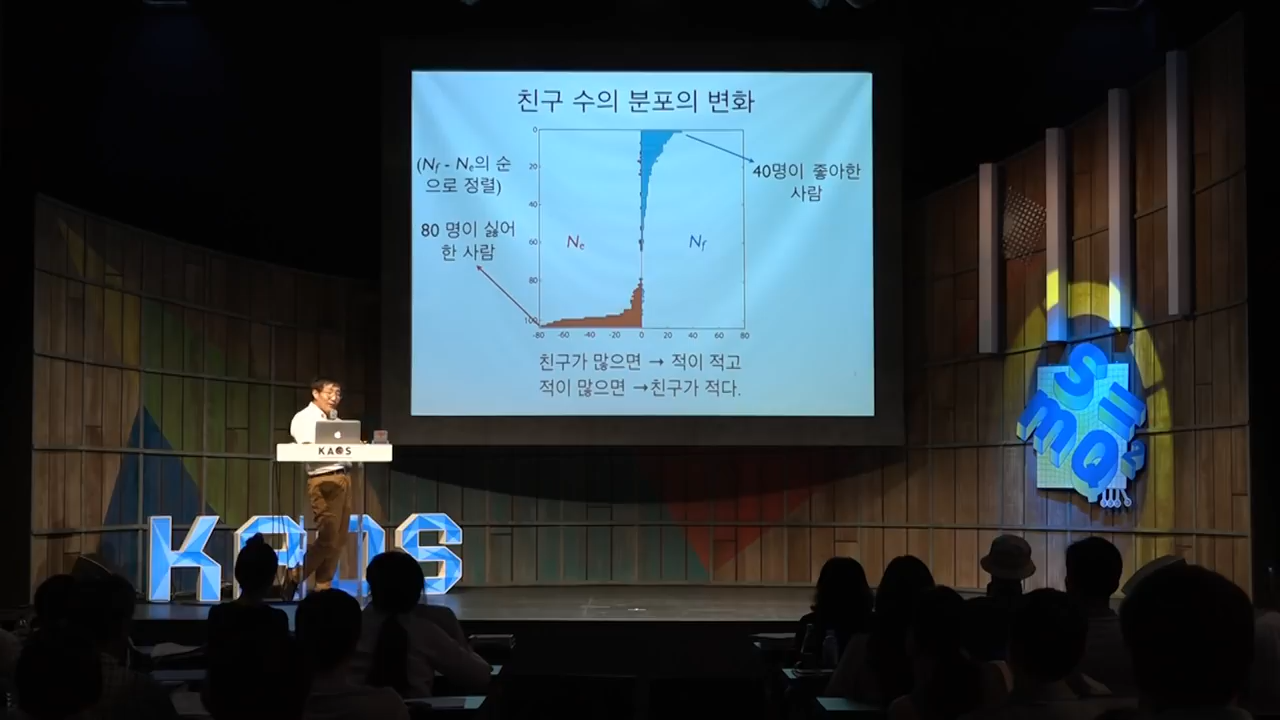 친구 수의 분포의 변화
(Nf - Ne의 순
으로 정렬)
80 명이 싫어
한 사람
40명이 좋아한
사람
0
20
40
60
80
100
Ne
Nf
-80 -60 -40 -20 0 20 40 60 80
친구가 많으면 → 적이 적고
적이 많으면 →친구가 적다.
KAOS
KAOS